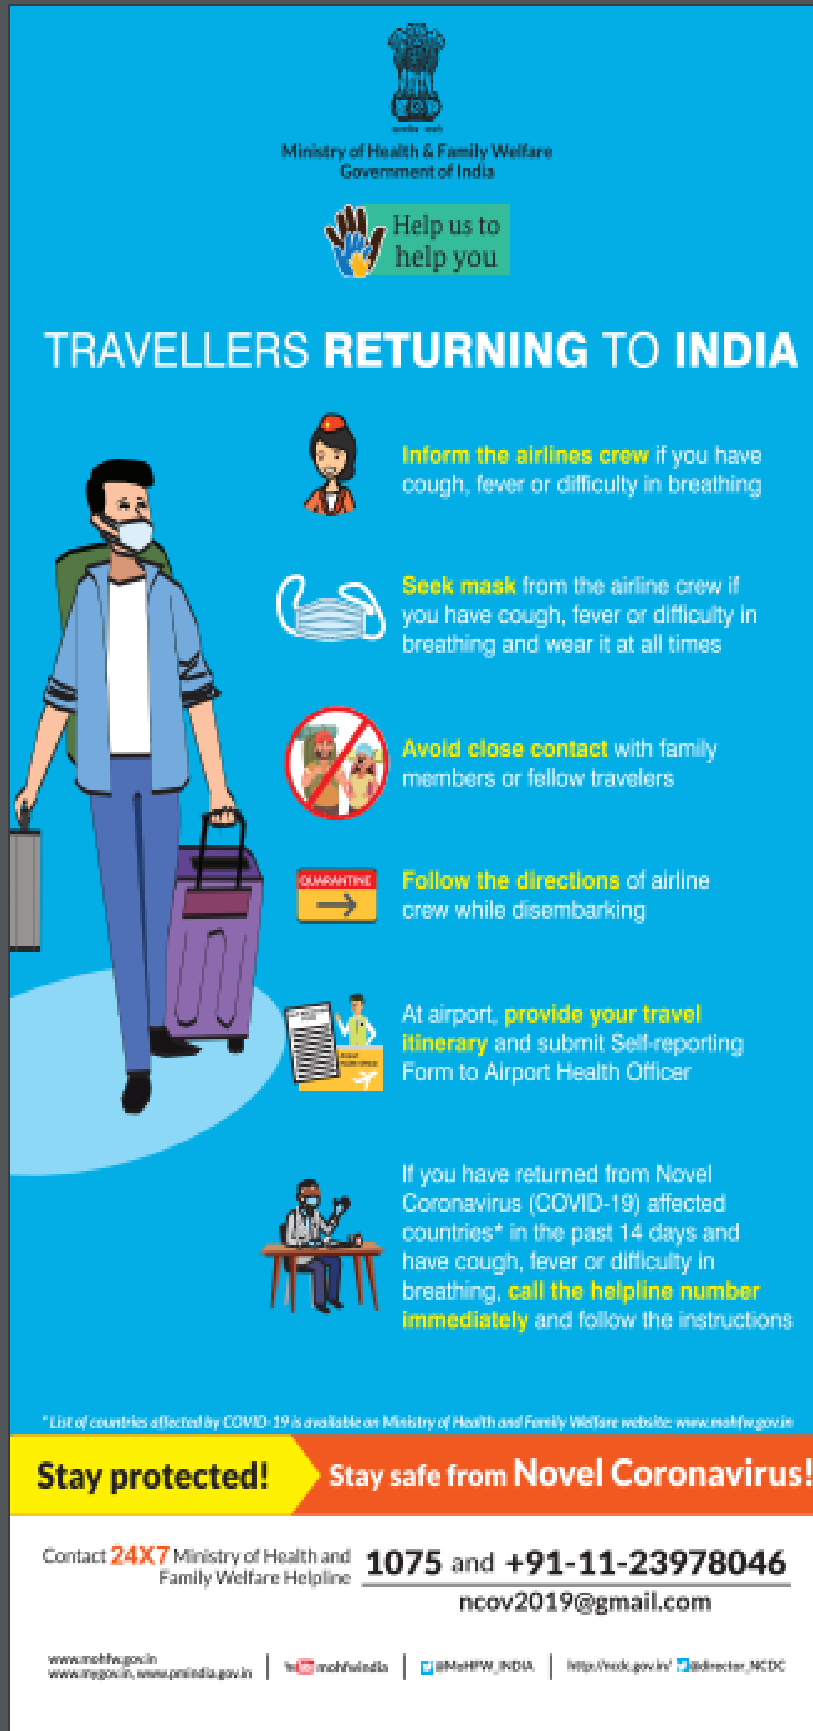 Ministry of Health & Family Welfare
Government of India
Help us to
help you
TRAVELLERS RETURNING TO INDIA
Inform the airlines crew if you have
cough, fever or difficulty in breathing
Seek mask from the airline crew if
you have cough, fever or difficulty in
breathing and wear it at all times
Avoid close contact with family
members or fellow travelers
QUARANTINE
Follow the directions of airline
crew while disembarking
At airport, provide your travel
itinerary and submit Self-reporting
Form to Airport Health Officer
If you have returned from Novel
Coronavirus (COVID-19) affected
countries* in the past 14 days and
have cough, fever or difficulty in
breathing, call the helpline number
immediately and follow the instructions
*List of countries affected by COVID-19 is available on Ministry of Health and Family Welfare website: www.mohfw.gov.in
Stay protected!
Stay safe from Novel Coronavirus!
Contact 24X7 Ministry of Health and
Family Welfare Helpline
1075 and +91-11-23978046
ncov2019@gmail.com
www.mohfw.gov.in
www.mygov.in, www.pmindia.gov.in
mohfwindia
@MoHFW_INDIA
http://ncdc.gov.in/ @director_NCDC